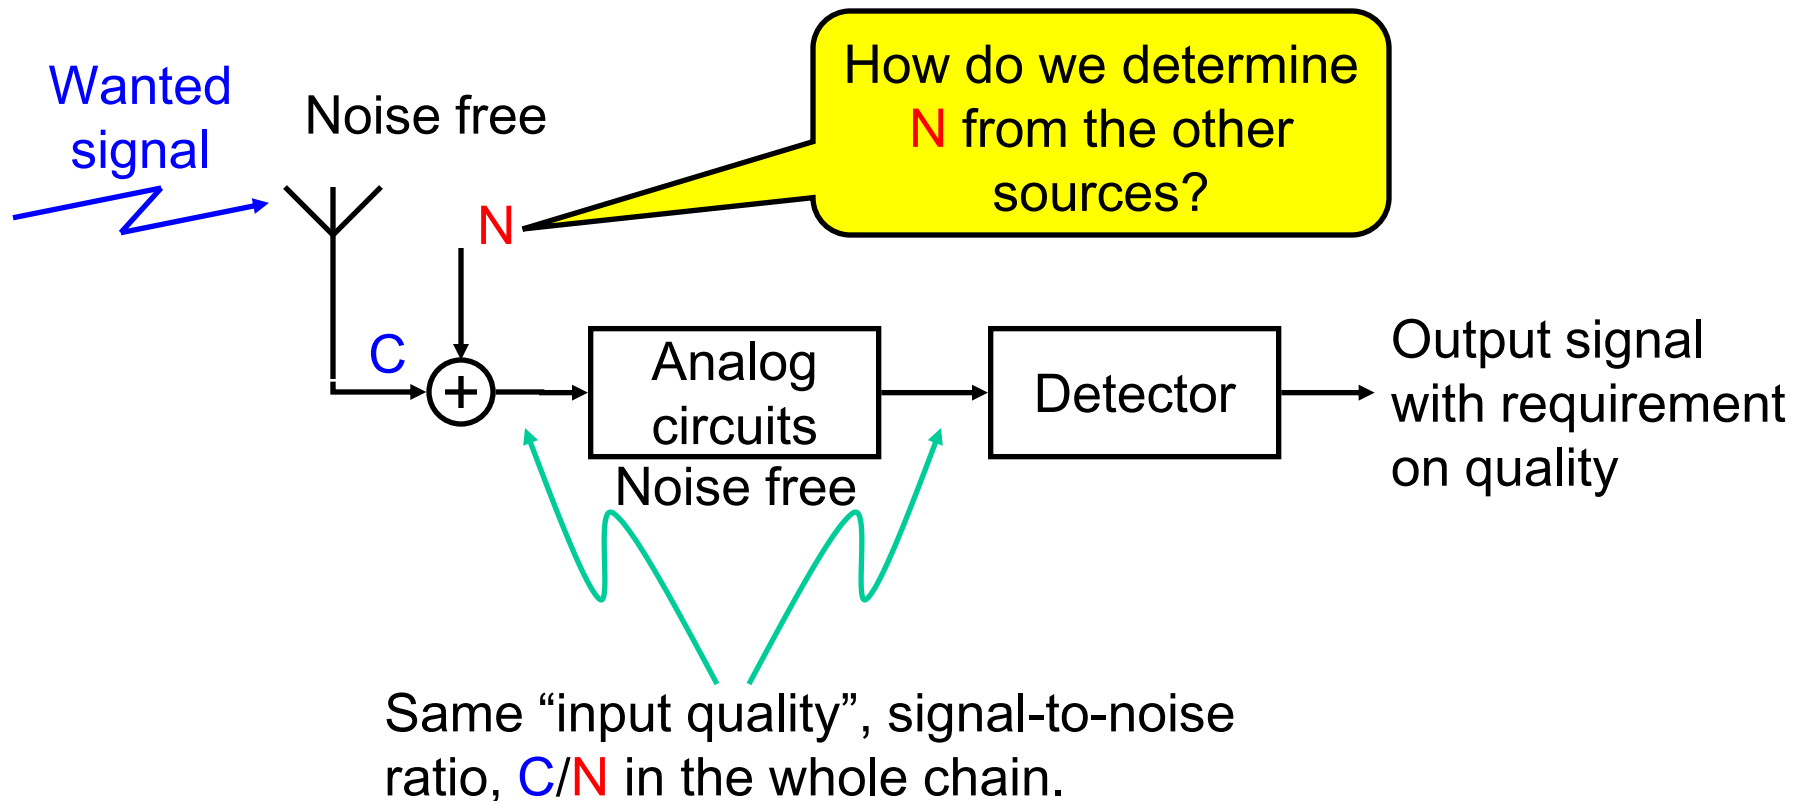 Wanted
signal
Noise free
How do we determine
N from the other
sources?
N
C
+
Analog
circuits
Noise free
Detector
Output signal
with requirement
on quality
Same “input quality”, signal-to-noise
ratio, C/N in the whole chain.